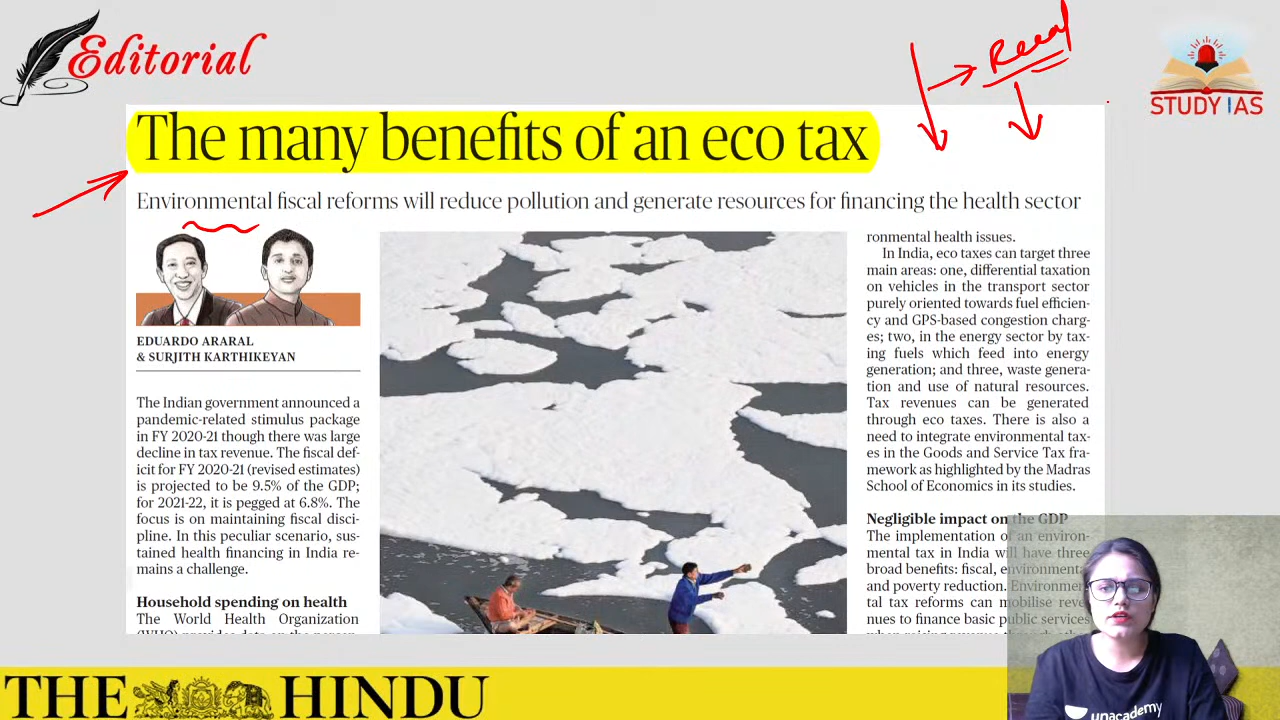 Editorial
STUDY IAS
The many benefits of an eco tax
Environmental fiscal reforms will reduce pollution and generate resources for financing the health sector
EDUARDO ARARAL
& SURJITH KARTHIKEYAN
The Indian government announced a
pandemic-related stimulus package
in FY 2020-21 though there was large
decline in tax revenue. The fiscal def-
icit for FY 2020-21 (revised estimates)
is projected to be 9.5% of the GDP;
for 2021-22, it is pegged at 6.8%. The
focus is on maintaining fiscal disci-
pline. In this peculiar scenario, sus-
tained health financing in India re-
mains a challenge.
Household spending on health
The World Health Organization
ronmental health issues.
In India, eco taxes can target three
main areas: one, differential taxation
on vehicles in the transport sector
purely oriented towards fuel efficien-
cy and GPS-based congestion charg-
es; two, in the energy sector by tax-
ing fuels which feed into energy
generation; and three, waste genera-
tion and use of natural resources.
Tax revenues can be generated
through eco taxes. There is also a
need to integrate environmental tax-
es in the Goods and Service Tax fra-
mework as highlighted by the Madras
School of Economics in its studies.
Negligible impact on the GDP
The implementation of an environ-
mental tax in India will have three
broad benefits: fiscal, environmental
and poverty reduction. Environmen-
tal tax reforms can mobilise reve-
nues to finance basic public services
THE HINDU
unacademy